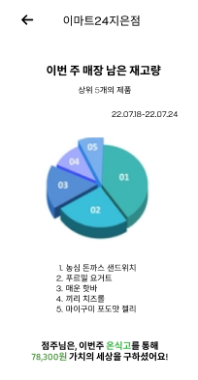 이마트24지은점
이번 주 매장 남은 재고량
상위 5개의 제품
22.07.18-22.07.24
05
04
01
03
02
1. 농심 돈까스 샌드위치
2. 푸르밀 요거트
3. 매운 핫바
4. 끼리 치즈롤
5. 마이구미 포도맛 젤리
점주님은, 이번주 온식고를 통해
78,300원 가치의 세상을 구하셨어요!